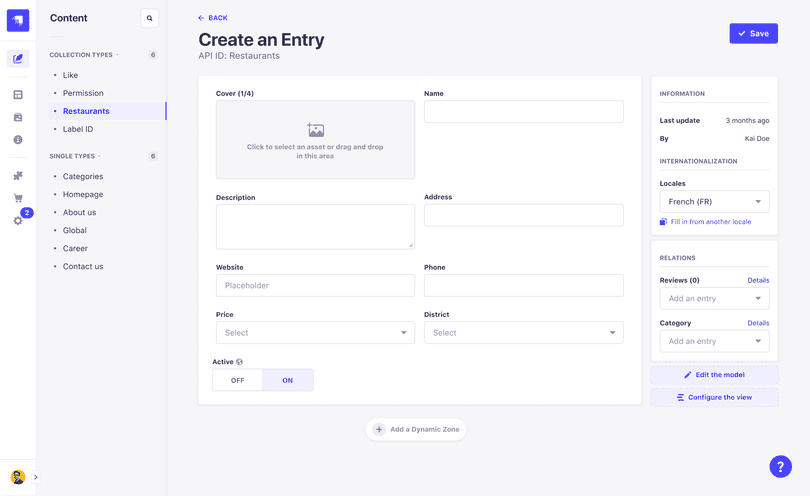 Content
COLLECTION TYPES
6
Like
Permission
Restaurants
Label ID
SINGLE TYPES
6
Categories
Homepage
About us
Global
Career
Contact us
2
BACK
Create an Entry
API ID: Restaurants
Save
Cover (1/4)
Click to select an asset or drag and drop
in this area
Name
Description
Address
Website
Placeholder
Phone
Price
Select
District
Select
Active
OFF
ON
Add a Dynamic Zone
INFORMATION
Last update 3 months ago
By Kai Doe
INTERNATIONALIZATION
Locales
French (FR)
Fill in from another locale
RELATIONS
Reviews (0) Details
Add an entry
Category Details
Add an entry
Edit the model
Configure the view
?